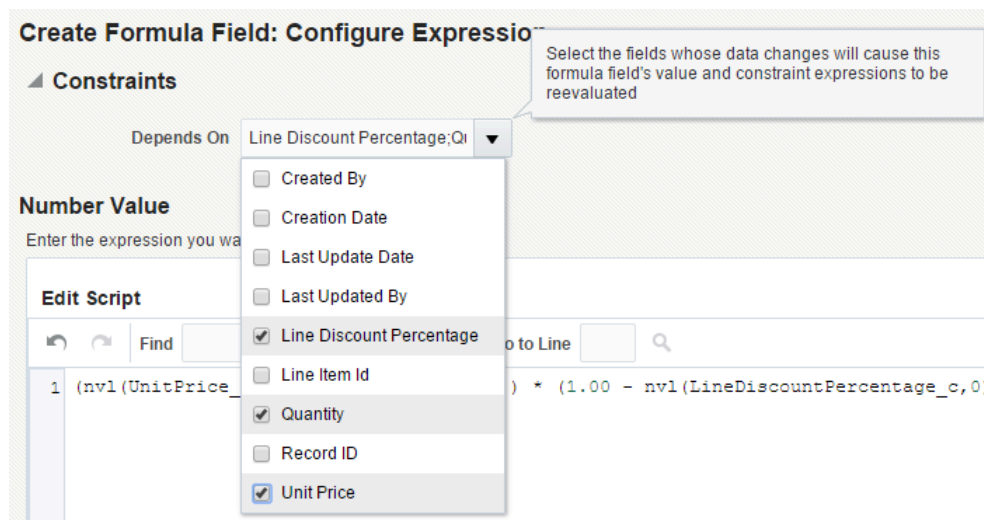 Create Formula Field: Configure Expression
Select the fields whose data changes will cause this
formula field's value and constraint expressions to be
reevaluated
Constraints
Depends On Line Discount Percentage;Qu
Created By
Creation Date
Last Update Date
Last Updated By
Line Discount Percentage
Line Item Id
Quantity
Record ID
Unit Price
Number Value
Enter the expression you wa
Edit Script
Find
o to Line
1 (nvl(UnitPrice_ ) * (1.00 - nvl(LineDiscountPercentage_c,0)